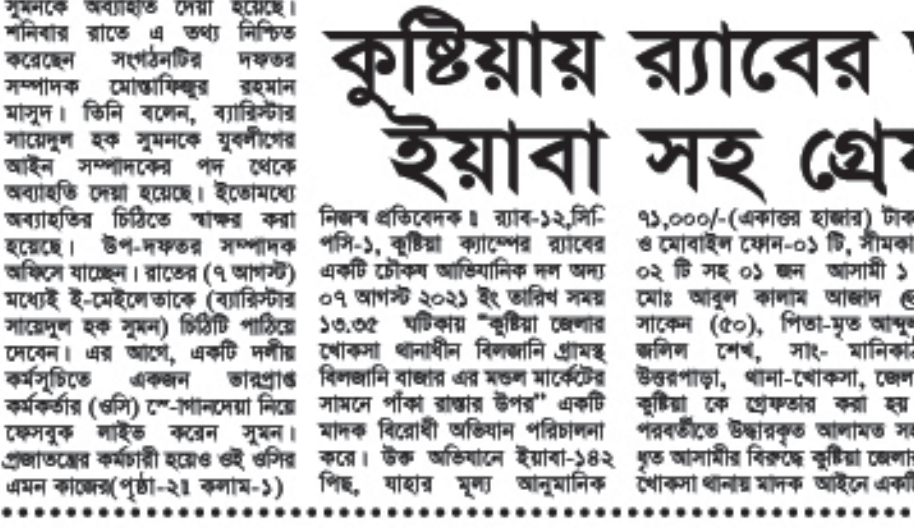 সুমনকে অব্যাহতি দেয়া হয়েছে।
শনিবার রাতে এ তথ্য নিশ্চিত
করেছেন সংগঠনটির দফতর
সম্পাদক মোস্তাফিজুর রহমান
মাসুদ। তিনি বলেন, ব্যারিস্টার
সায়েদুল হক সুমনকে যুবলীগের
আইন সম্পাদকের পদ থেকে
অব্যাহতি দেয়া হয়েছে। ইতোমধ্যে
অব্যাহতির চিঠিতে স্বাক্ষর করা
হয়েছে। উপ-দফতর সম্পাদক
অফিসে যাচ্ছেন। রাতের (৭ আগস্ট)
মধ্যেই ই-মেইলেতাকে (ব্যারিস্টার
সায়েদুল হক সুমন) চিঠিটি পাঠিয়ে
দেবেন। এর আগে, একটি দলীয়
কর্মসূচিতে একজন ভারপ্রাপ্ত
কর্মকর্তার (ওসি) স্লে-াগানদেয়া নিয়ে
ফেসবুক লাইভ করেন সুমন।
প্রজাতন্ত্রের কর্মচারী হয়েও ওই ওসির
এমন কাজের(পৃষ্ঠা-২॥ কলাম-১)
কুষ্টিয়ায় র‍্যাবের
ইয়াবা সহ গ্রেফ
নিজস্ব প্রতিবেদক॥ র‍্যাব-১২,সিপি
পসি-১, কুষ্টিয়া ক্যাম্পের র‍্যাবের
একটি চৌকষ আভিযানিক দল অদ্য
০৭ আগস্ট ২০২১ ইং তারিখ সময়
১৩.৩৫ ঘটিকায় "কুষ্টিয়া জেলার
খোকসা থানাধীন বিলজানি গ্রামস্থ
বিলজানি বাজার এর মন্ডল মার্কেটের
সামনে পাঁকা রাস্তার উপর" একটি
মাদক বিরোধী অভিযান পরিচালনা
করে। উক্ত অভিযানে ইয়াবা-১৪২
পিছ, যাহার মূল্য আনুমানিক
৭১,০০০/-(একাত্তর হাজার) টাকা
ও মোবাইল ফোন-০১ টি, সীমকা
০২ টি সহ ০১ জন আসামী ১
মোঃ আবুল কালাম আজাদ
সাকেন (৫০), পিতা-মৃত আব্দুল
জলিল শেখ, সাং- মানিকা
উত্তরপাড়া, থানা-খোকসা, জেল
কুষ্টিয়া কে গ্রেফতার করা হয়
পরবর্তীতে উদ্ধারকৃত আলামত সহ
ধৃত আসামীর বিরুদ্ধে কুষ্টিয়া জেলার
খোকসা থানায় মাদক আইনে একটি